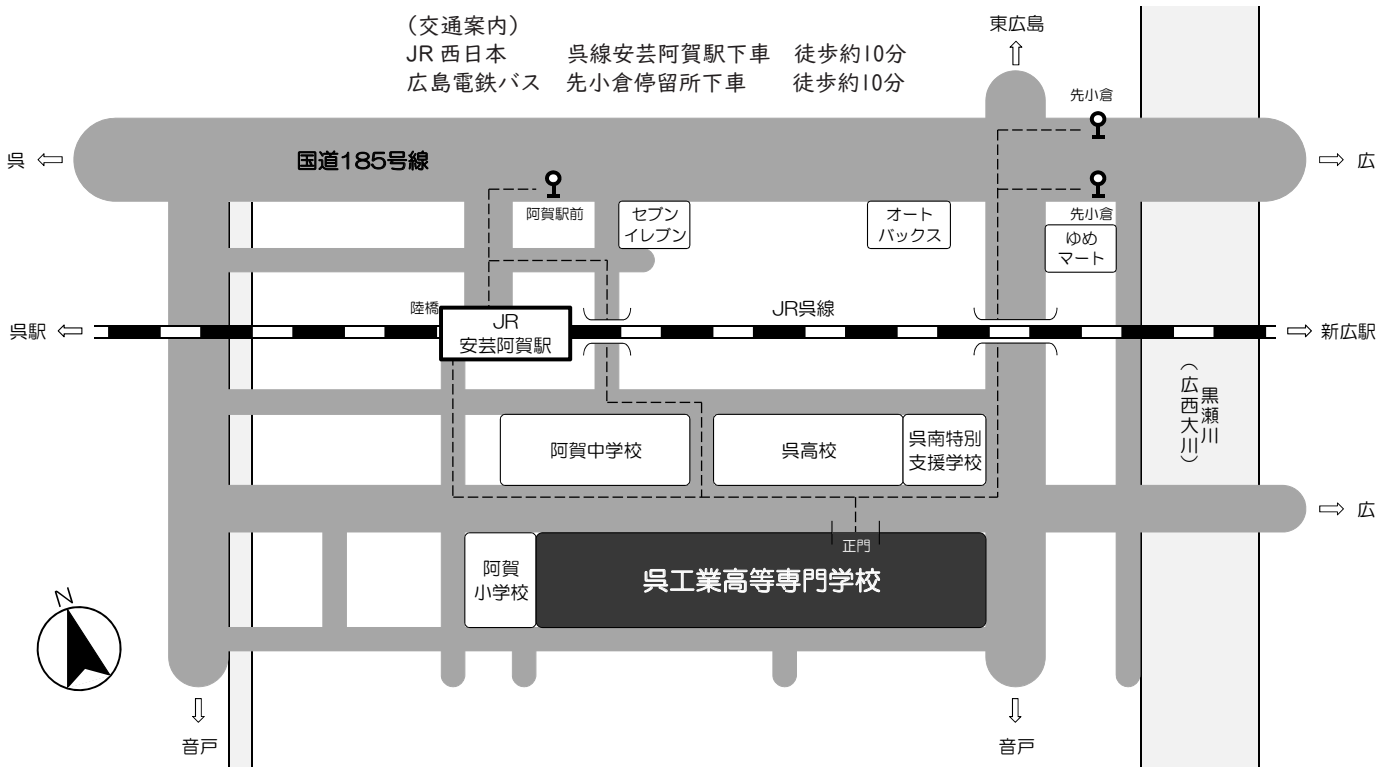 (交通案内)
JR西日本 呉線安芸阿賀駅下車 徒歩約10分
広島電鉄バス 先小倉停留所下車 徒歩約10分
東広島
先小倉
呉
国道185号線
広
阿賀駅前
セブン
イレブン
オート
バックス
先小倉
ゆめ
マート
陸橋
JR
安芸阿賀駅
JR呉線
呉駅
新広駅
黒瀬川
(広西大川)
阿賀中学校
呉高校
呉南特別
支援学校
広
正門
阿賀
小学校
呉工業高等専門学校
N
音戸
音戸